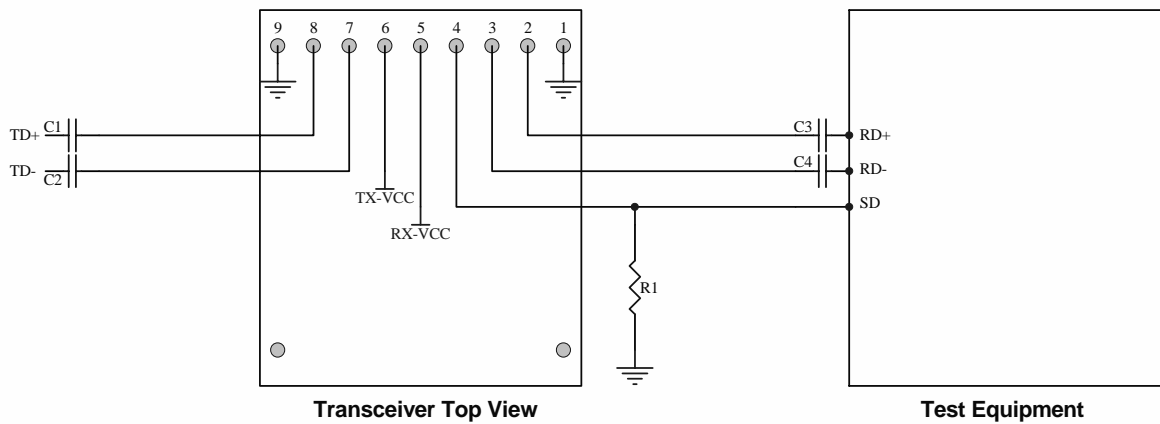 9 8 7 6 5 4 3 2 1
TD+ C1
C3 RD+
TD- C2
C4 RD-
TX-VCC
SD
RX-VCC
R1
Transceiver Top View
Test Equipment